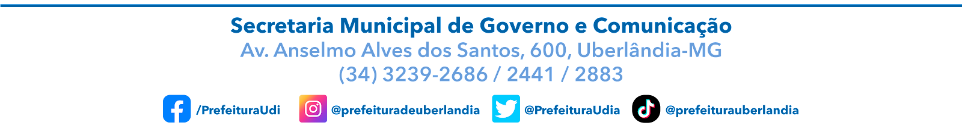 Secretaria Municipal de Governo e Comunicação
Av. Anselmo Alves dos Santos, 600, Uberlândia-MG
(34) 3239-2686 / 2441 / 2883
/PrefeituraUdi @prefeituradeuberlandia @PrefeituraUdia @prefeiturauberlandia